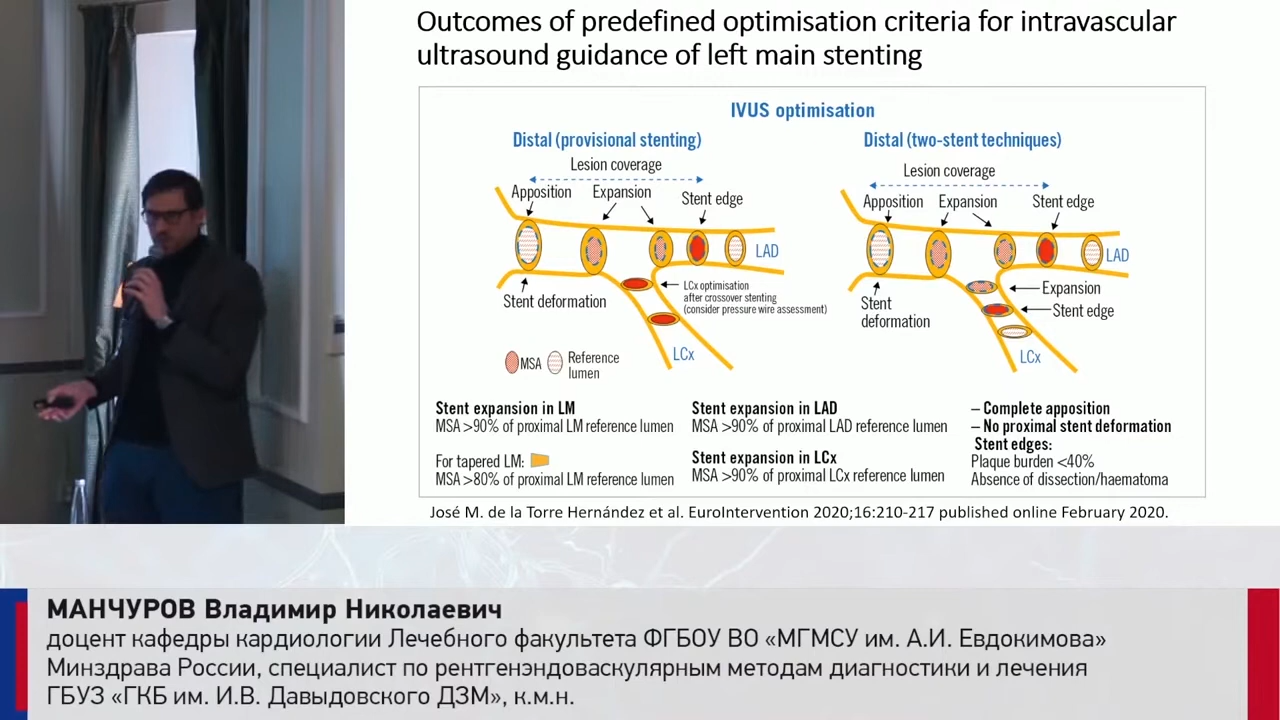 Outcomes of predefined optimisation criteria for intravascular
ultrasound guidance of left main stenting
IVUS optimisation
Distal (provisional stenting)
Lesion coverage
Apposition
Expansion
Stent edge
LAD
Stent deformation
LCx optimisation
after crossover stenting
(consider pressure wire assessment)
LCx
MSA
Reference
lumen
Distal (two-stent techniques)
Lesion coverage
Apposition
Expansion
Stent edge
LAD
Stent
deformation
Expansion
Stent edge
LCx
Stent expansion in LM
MSA >90% of proximal LM reference lumen
For tapered LM:
MSA >80% of proximal LM reference lumen
Stent expansion in LAD
MSA >90% of proximal LAD reference lumen
Stent expansion in LCx
MSA >90% of proximal LCx reference lumen
– Complete apposition
– No proximal stent deformation
Stent edges:
Plaque burden <40%
Absence of dissection/haematoma
José M. de la Torre Hernández et al. EuroIntervention 2020;16:210-217 published online February 2020.
МАНЧУРОВ Владимир Николаевич
доцент кафедры кардиологии Лечебного факультета ФГБОУ ВО «МГМСУ им. А.И. Евдокимова»
Минздрава России, специалист по рентгенэндоваскулярным методам диагностики и лечения
ГБУЗ «ГКБ им. И.В. Давыдовского ДЗМ», к.м.н.